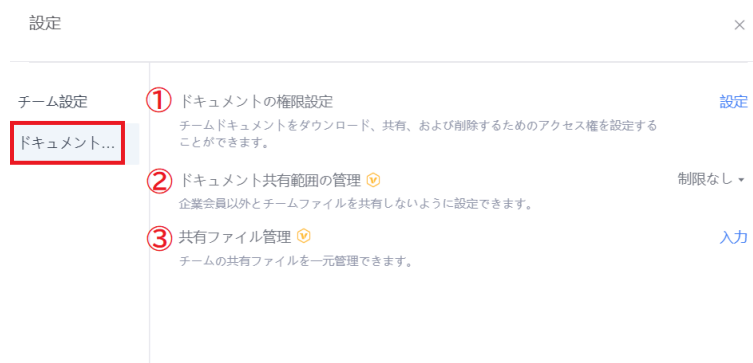 設定
×
チーム設定
ドキュメント...
① ドキュメントの権限設定
設定
チームドキュメントをダウンロード、共有、および削除するためのアクセス権を設定する
ことができます。
② ドキュメント共有範囲の管理
制限なし
企業会員以外とチームファイルを共有しないように設定できます。
③ 共有ファイル管理
入力
チームの共有ファイルを一元管理できます。